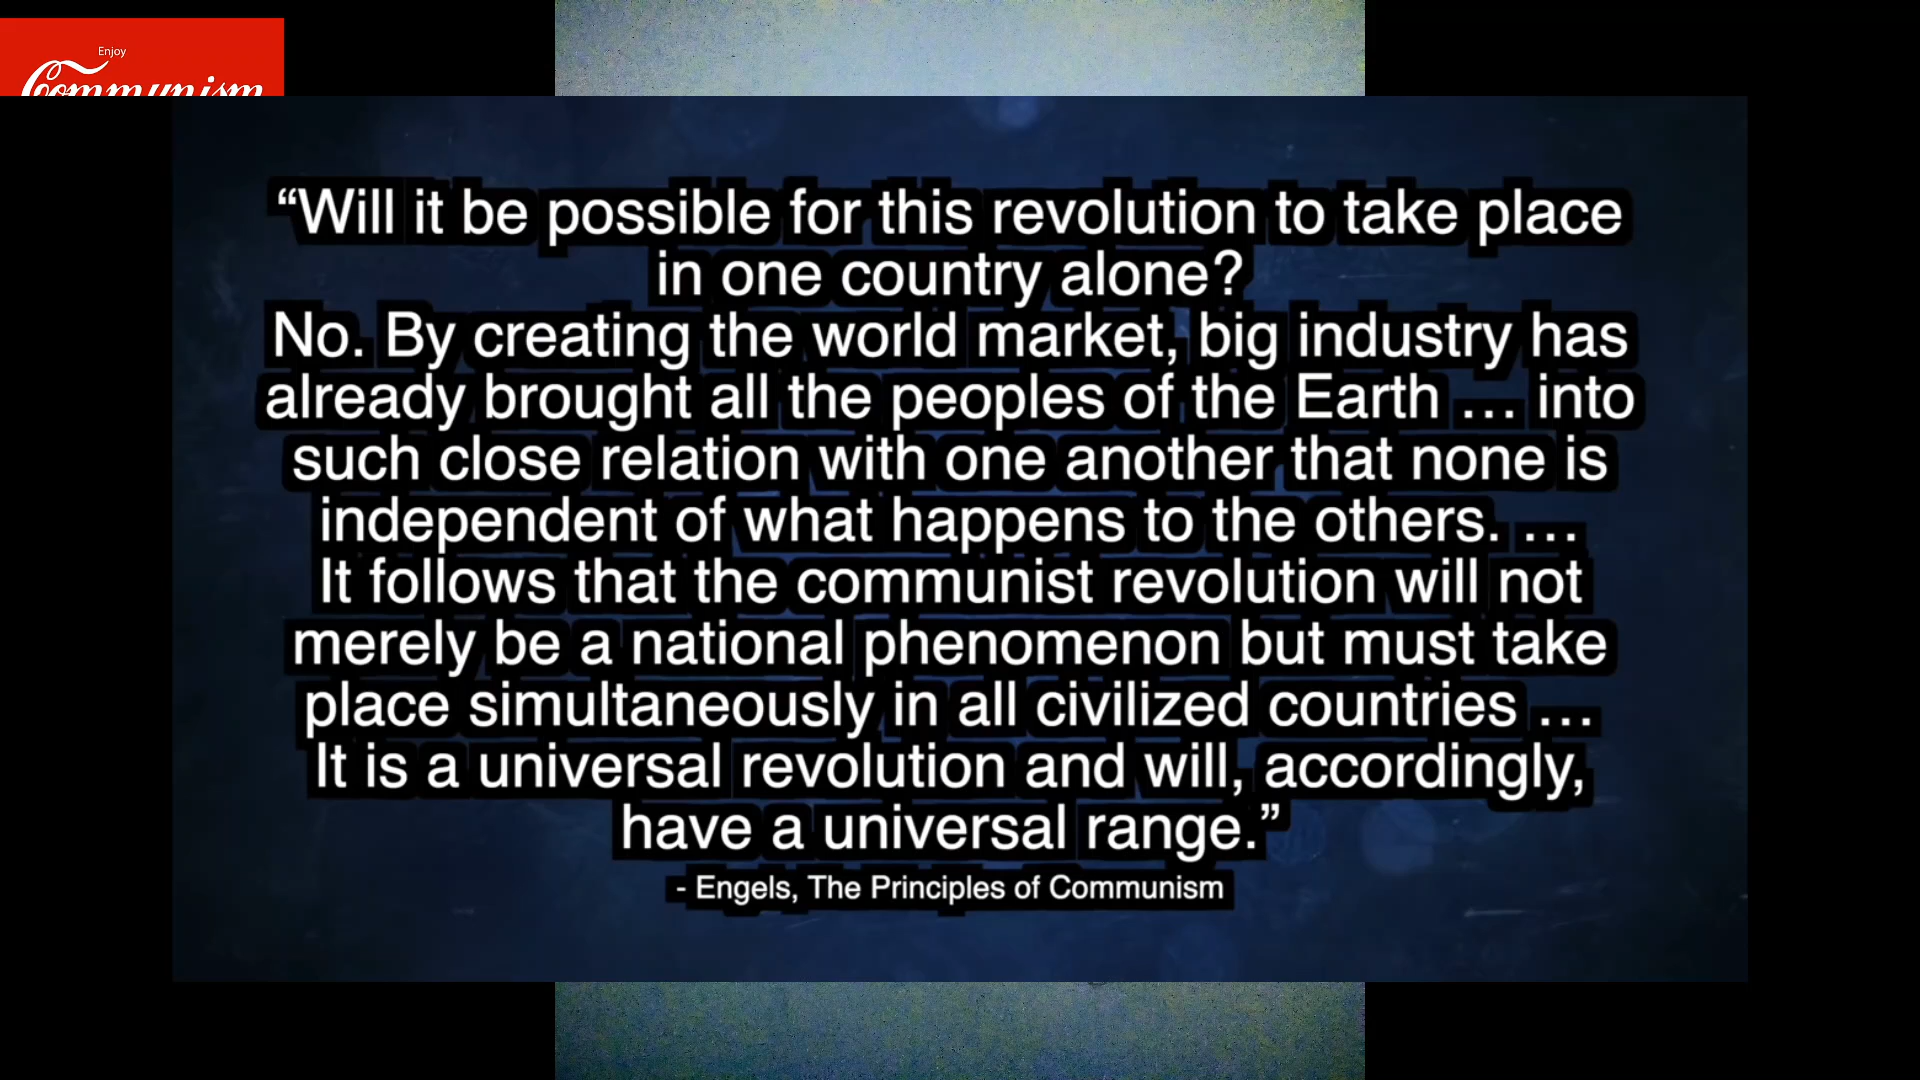 Enjoy
Communism
“Will it be possible for this revolution to take place
in one country alone?
No. By creating the world market, big industry has
already brought all the peoples of the Earth … into
such close relation with one another that none is
independent of what happens to the others. …
It follows that the communist revolution will not
merely be a national phenomenon but must take
place simultaneously in all civilized countries …
It is a universal revolution and will, accordingly,
have a universal range.”
- Engels, The Principles of Communism